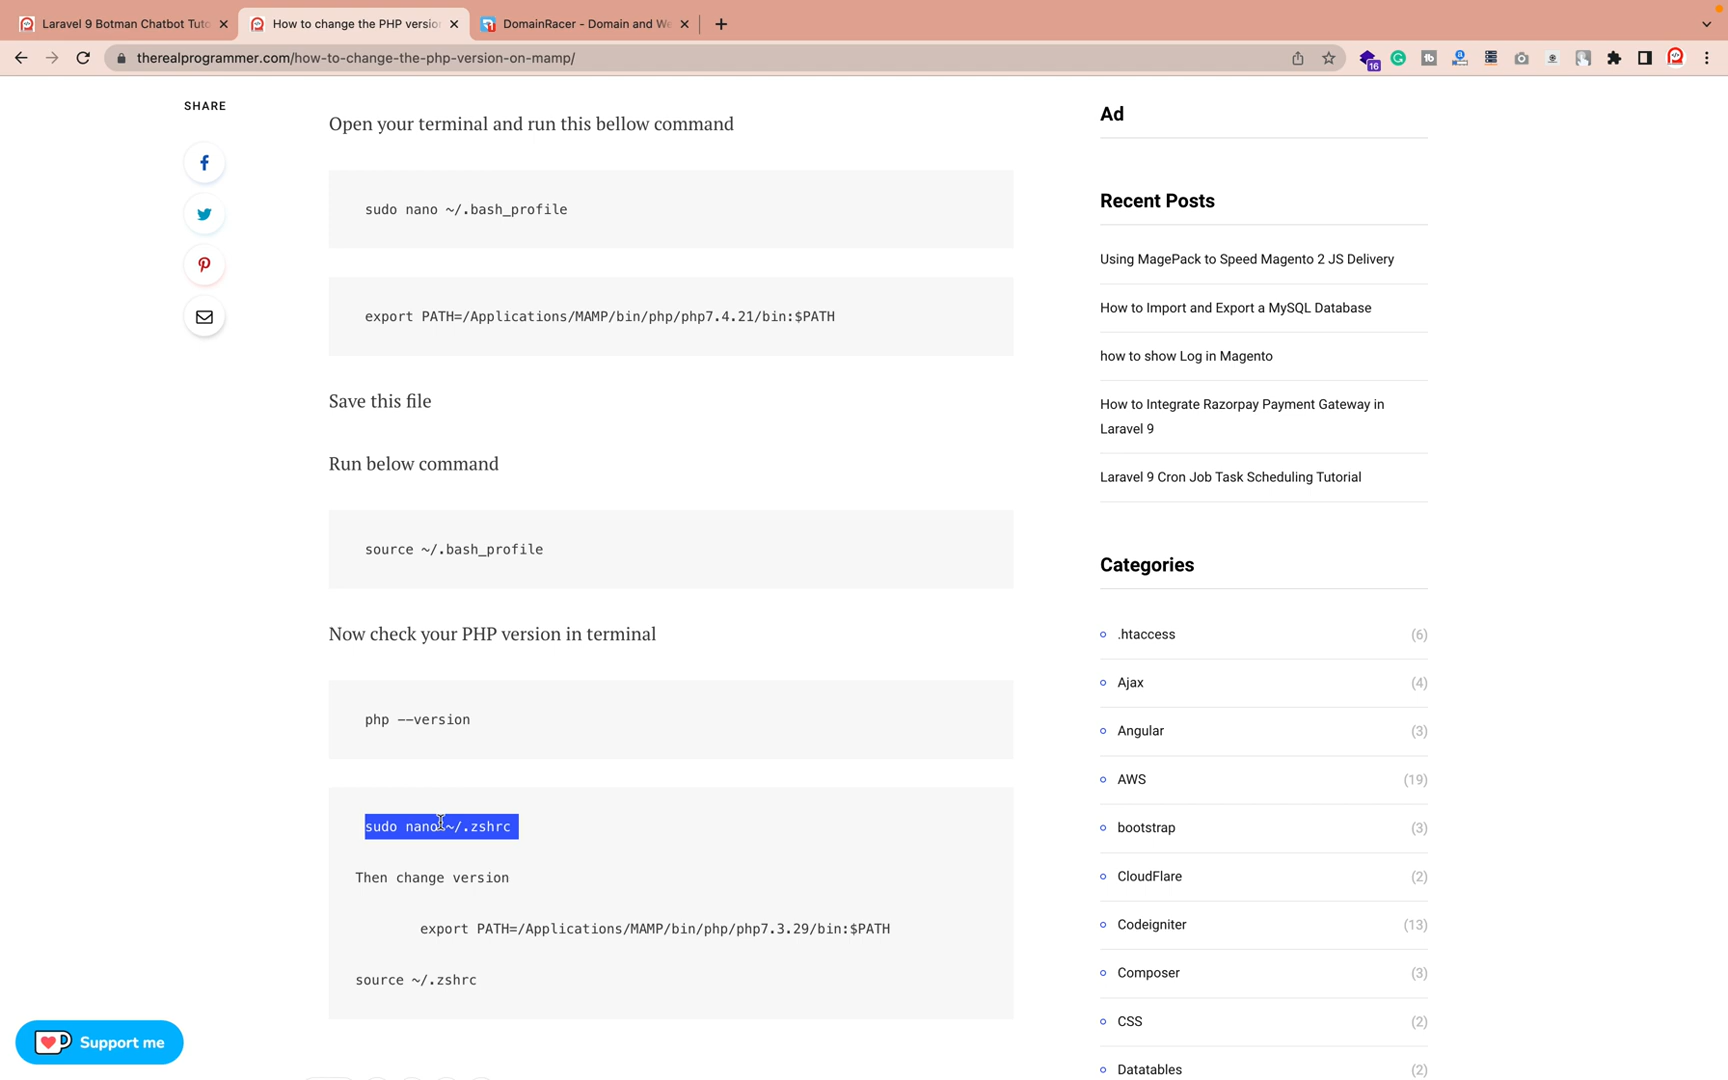 Laravel 9 Botman Chatbot Tuto
How to change the PHP versio
DomainRacer - Domain and We
therealprogrammer.com/how-to-change-the-php-version-on-mamp/
16
SHARE
Open your terminal and run this bellow command
sudo nano ~/.bash_profile
export PATH=/Applications/MAMP/bin/php/php7.4.21/bin:$PATH
Save this file
Run below command
source ~/.bash_profile
Now check your PHP version in terminal
php --version
sudo nano ~/.zshrc
Then change version
export PATH=/Applications/MAMP/bin/php/php7.3.29/bin:$PATH
source ~/.zshrc
Support me
Ad
Recent Posts
Using MagePack to Speed Magento 2 JS Delivery
How to Import and Export a MySQL Database
how to show Log in Magento
How to Integrate Razorpay Payment Gateway in
Laravel 9
Laravel 9 Cron Job Task Scheduling Tutorial
Categories
.htaccess (6)
Ajax (4)
Angular (3)
AWS (19)
bootstrap (3)
CloudFlare (2)
Codeigniter (13)
Composer (3)
CSS (2)
Datatables (2)